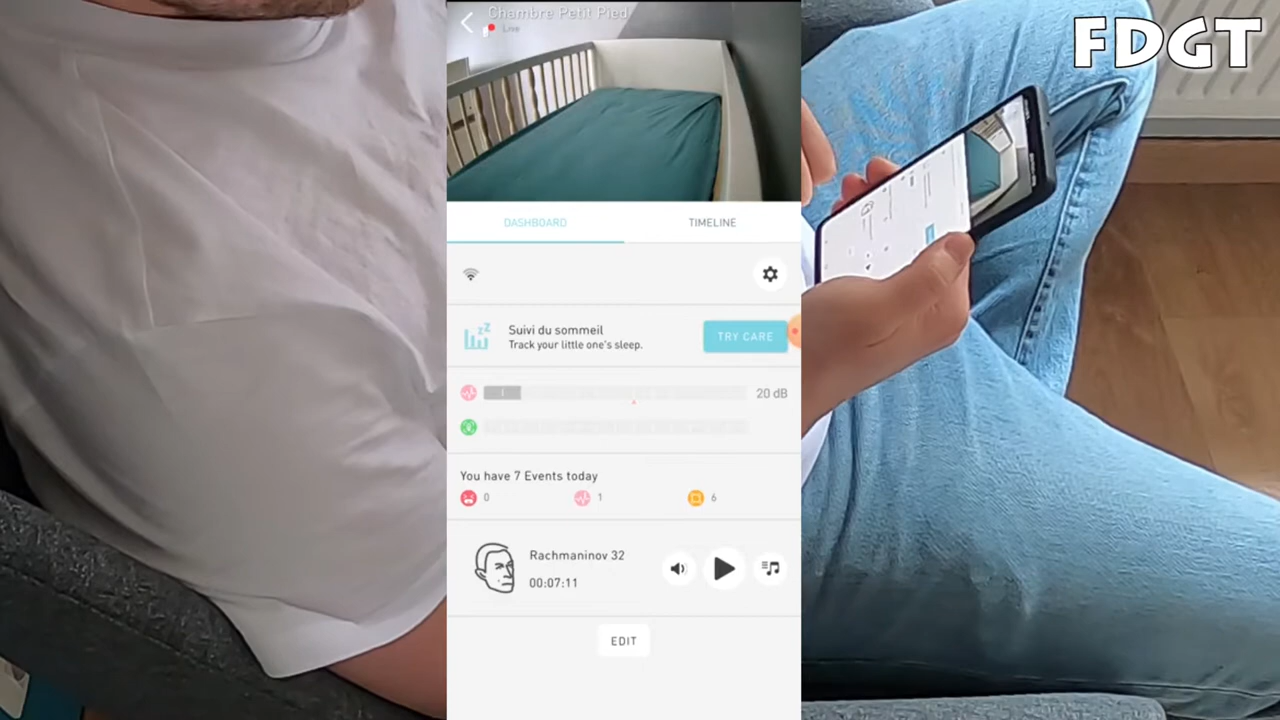 Chambre Petit Pied
Live
FDGT
DASHBOARD
TIMELINE
Suivi du sommeil
Track your little one's sleep.
TRY CARE
20 dB
You have 7 Events today
0
1
6
Rachmaninov 32
00:07:11
EDIT